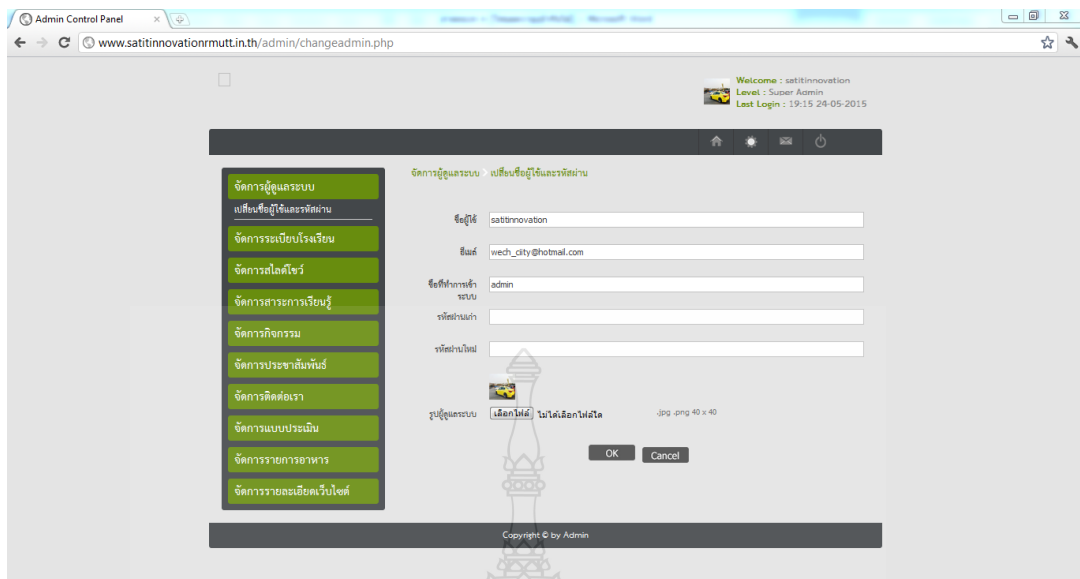 Admin Control Panel
www.satitinnovationrmutt.in.th/admin/changeadmin.php
Welcome : satitinnovation
Level : Super Admin
Last Login : 19:15 24-05-2015
จัดการผู้ดูแลระบบ
เปลี่ยนชื่อผู้ใช้และรหัสผ่าน
จัดการระเบียบโรงเรียน
จัดการสไลด์โชว์
จัดการสาระการเรียนรู้
จัดการกิจกรรม
จัดการประชาสัมพันธ์
จัดการติดต่อเรา
จัดการแบบประเมิน
จัดการรายการอาหาร
จัดการรายละเอียดเว็บไซต์
จัดการผู้ดูแลระบบ > เปลี่ยนชื่อผู้ใช้และรหัสผ่าน
ชื่อผู้ใช้ satitinnovation
อีเมล์ wech_ciity@hotmail.com
ชื่อที่ทำการเข้า admin
ระบบ
รหัสผ่านเก่า
รหัสผ่านใหม่
รูปผู้ดูแลระบบ เลือกไฟล์ ไม่ได้เลือกไฟล์ใด .jpg .png 40 x 40
OK Cancel
Copyright © by Admin